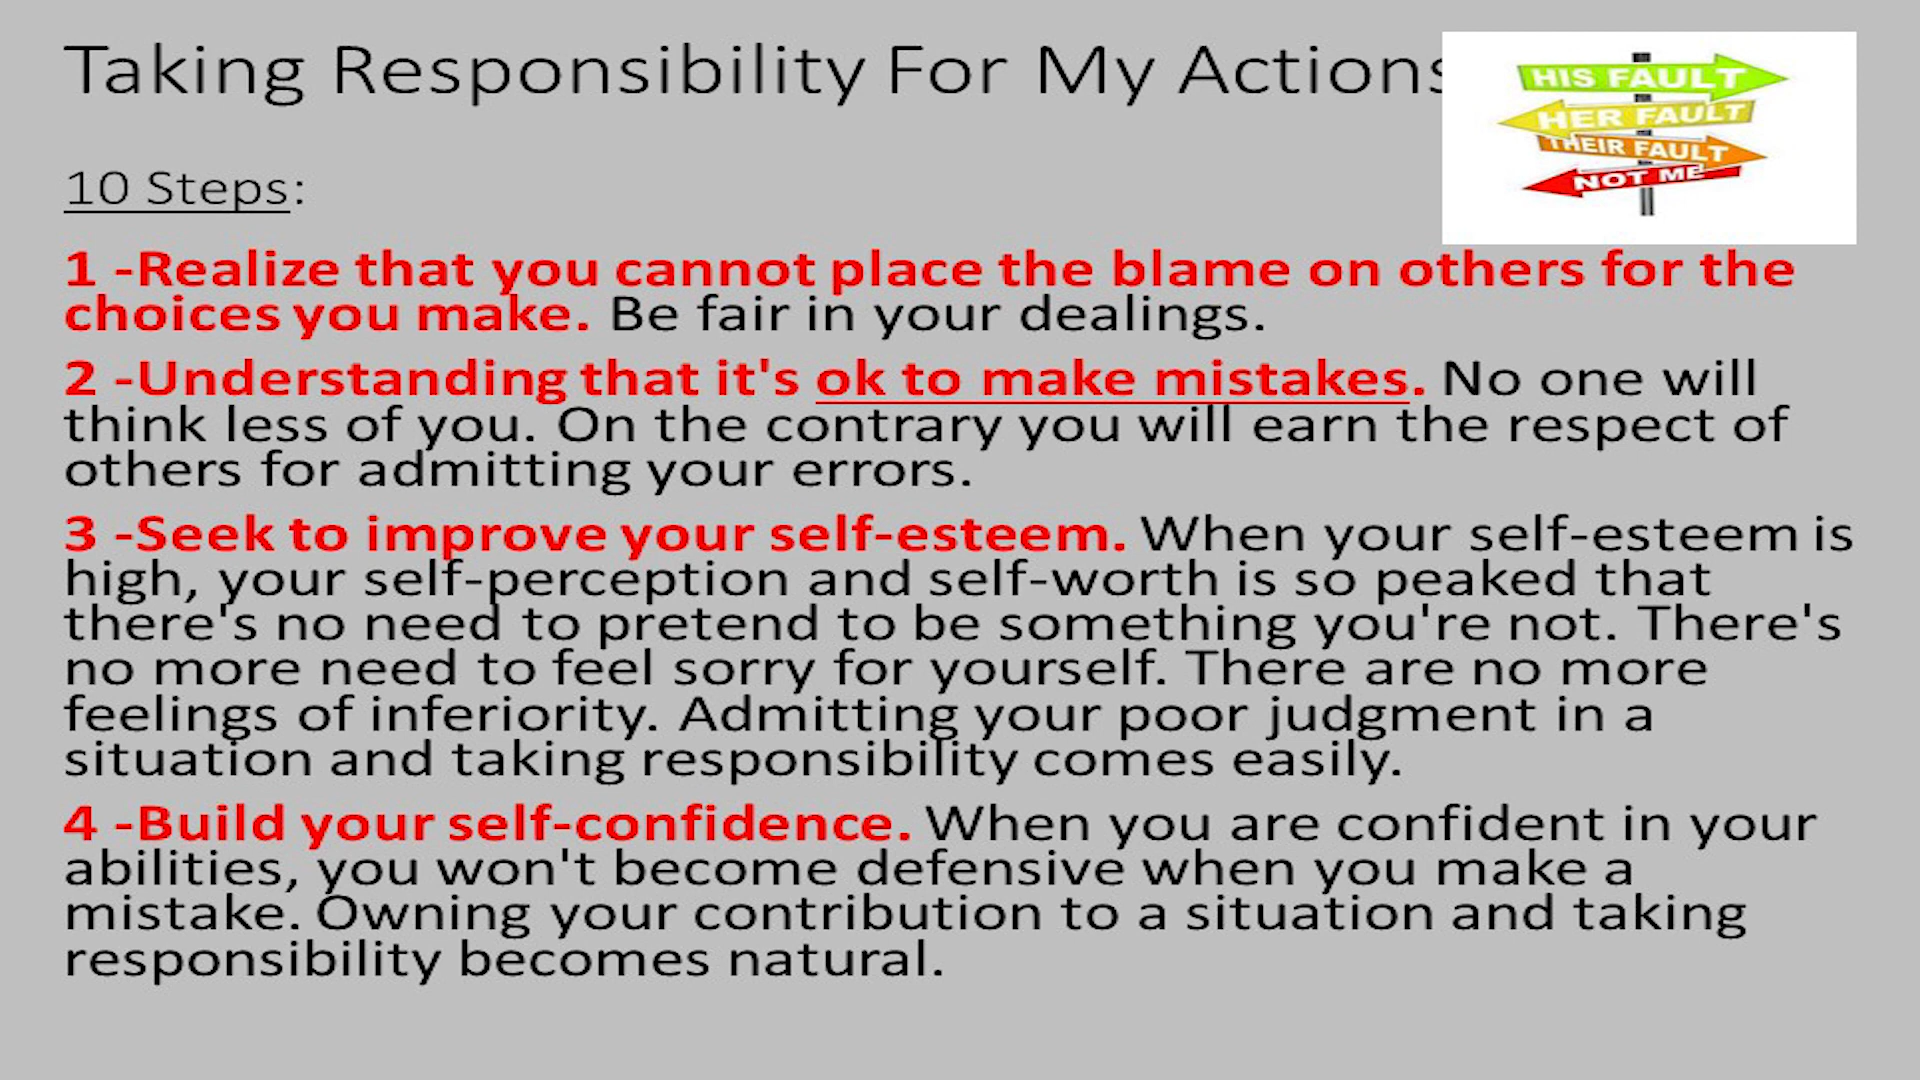 Taking Responsibility For My Actions
HIS FAULT
HER FAULT
THEIR FAULT
NOT ME
10 Steps:
1 -Realize that you cannot place the blame on others for the
choices you make. Be fair in your dealings.
2 -Understanding that it's ok to make mistakes. No one will
think less of you. On the contrary you will earn the respect of
others for admitting your errors.
3 -Seek to improve your self-esteem. When your self-esteem is
high, your self-perception and self-worth is so peaked that
there's no need to pretend to be something you're not. There's
no more need to feel sorry for yourself. There are no more
feelings of inferiority. Admitting your poor judgment in a
situation and taking responsibility comes easily.
4 -Build your self-confidence. When you are confident in your
abilities, you won't become defensive when you make a
mistake. Owning your contribution to a situation and taking
responsibility becomes natural.